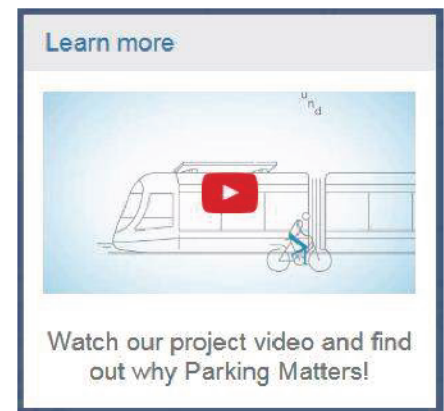 Learn more
u
n
d
Watch our project video and find
out why Parking Matters!